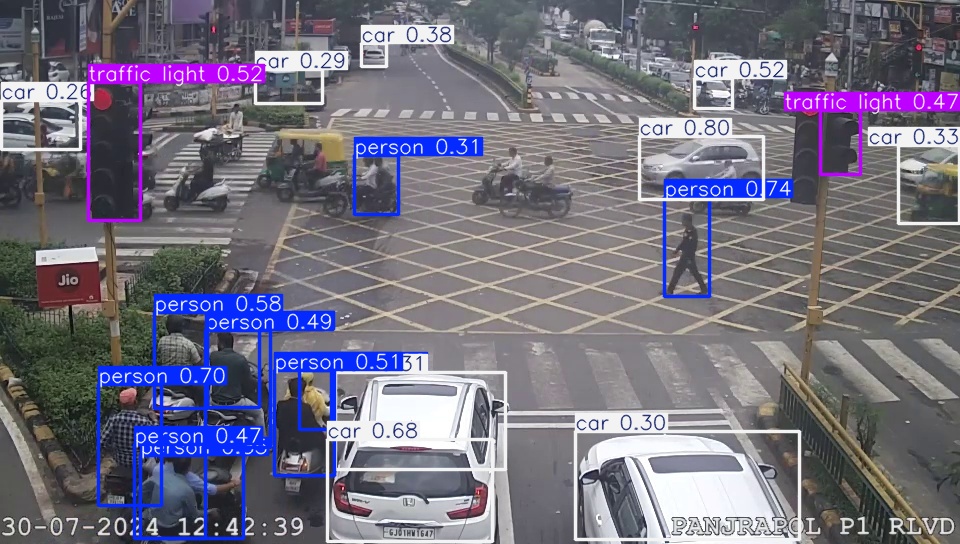 car 0.38
car 0.29
car 0.52
traffic light 0.52
car 0.26
traffic light 0.47
car 0.80
car 0.33
person 0.31
person 0.74
Jio
person 0.58
person 0.49
person 0.51
31
person 0.70
car 0.30
car 0.68
person 0.47
30-07-2024 12:42:39
PANJRAPOL P1 RLVD